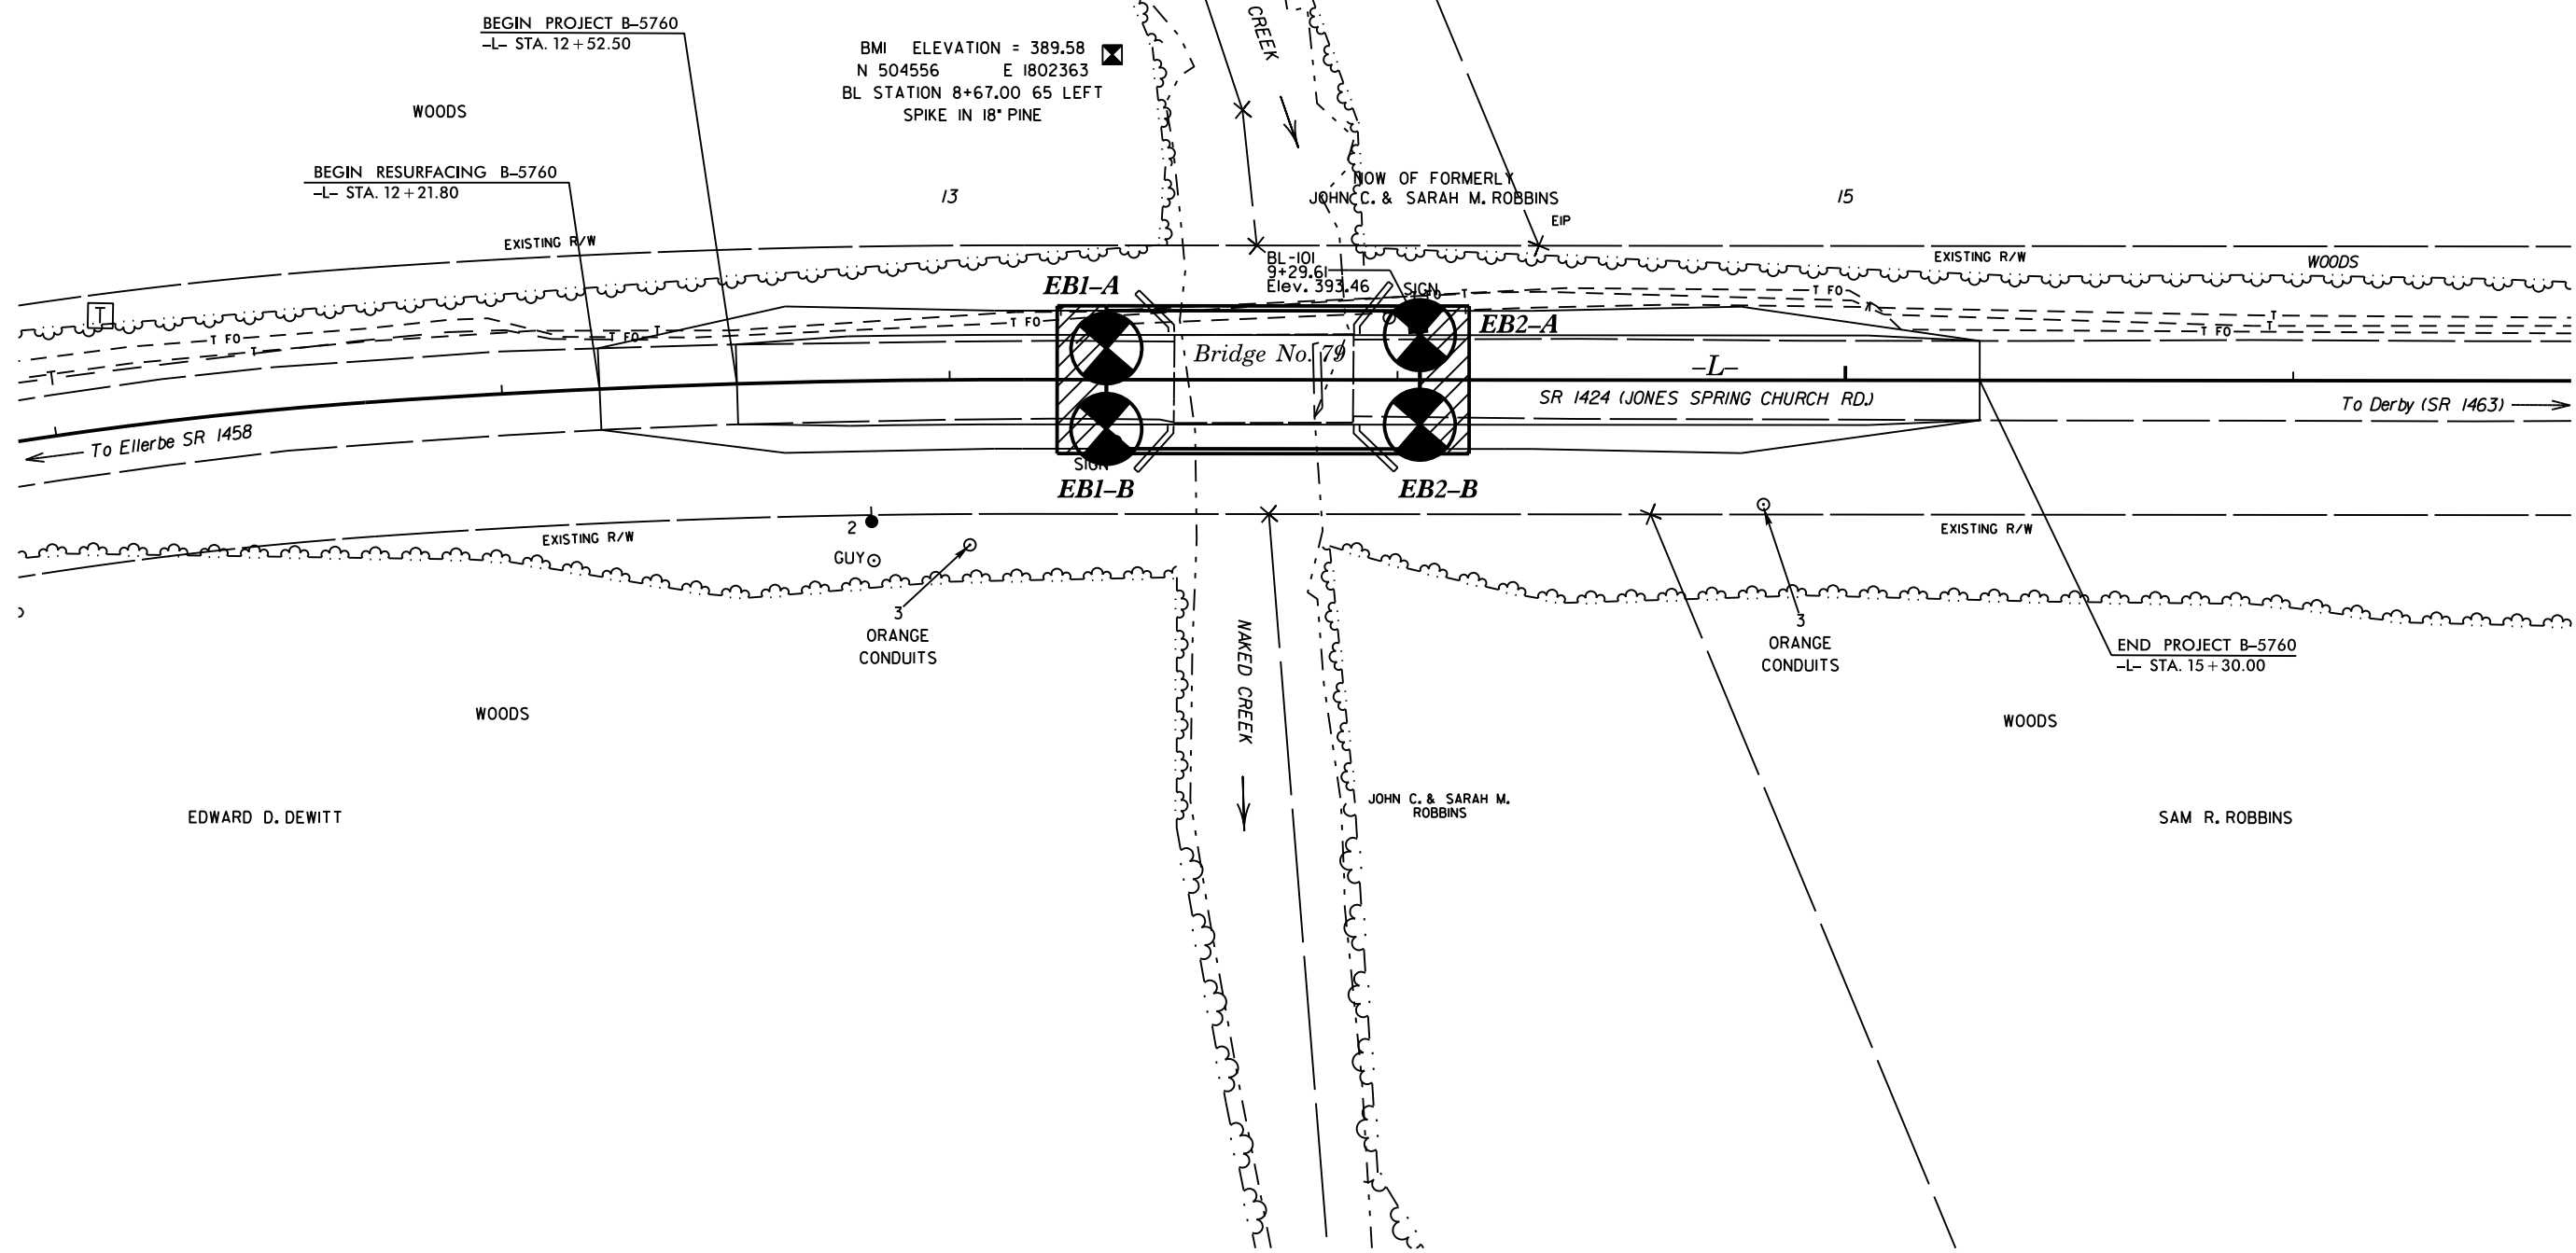 BEGIN PROJECT B–5760
–L– STA. 12+52.50
BM1 ELEVATION = 389.58
N 504556 E 1802363
BL STATION 8+67.00 65 LEFT
SPIKE IN 18" PINE
CREEK
WOODS
BEGIN RESURFACING B–5760
–L– STA. 12+21.80
13
NOW OF FORMERLY
JOHN C. & SARAH M. ROBBINS
15
EIP
EXISTING R/W
EXISTING R/W
WOODS
BL-101
9+29.61
Elev. 393.46
SIGN
EB1–A
EB2–A
T
T FO
T
T FO
T
T FO
T FO
T
T FO
T FO
T
T
T
T
Bridge No. 79
–L–
SR 1424 (JONES SPRING CHURCH RD.)
To Derby (SR 1463)
To Ellerbe SR 1458
SIGN
EB1–B
EB2–B
2
GUY
EXISTING R/W
EXISTING R/W
3
ORANGE
CONDUITS
3
ORANGE
CONDUITS
NAKED CREEK
END PROJECT B–5760
–L– STA. 15+30.00
WOODS
WOODS
EDWARD D. DEWITT
JOHN C. & SARAH M.
ROBBINS
SAM R. ROBBINS